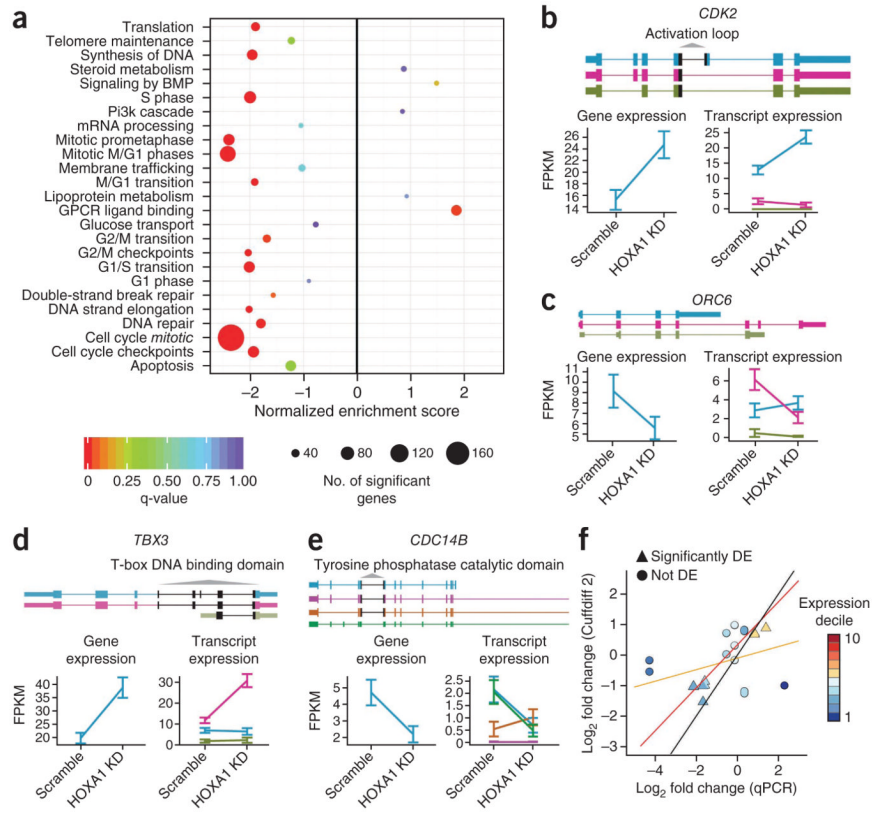 a
Translation
Telomere maintenance
Synthesis of DNA
Steroid metabolism
Signaling by BMP
S phase
Pi3k cascade
mRNA processing
Mitotic prometaphase
Mitotic M/G1 phases
Membrane trafficking
M/G1 transition
Lipoprotein metabolism
GPCR ligand binding
Glucose transport
G2/M transition
G2/M checkpoints
G1/S transition
G1 phase
Double-strand break repair
DNA strand elongation
DNA repair
Cell cycle mitotic
Cell cycle checkpoints
Apoptosis
−2 −1 0 1 2
Normalized enrichment score
0 0.25 0.50 0.75 1.00
q-value
40 80 120 160
No. of significant
genes
b
CDK2
Activation loop
Gene expression
FPKM
26
24
22
20
18
16
14
Scramble
HOXA1 KD
Transcript expression
25
20
15
10
5
0
Scramble
HOXA1 KD
c
ORC6
Gene expression
FPKM
11
10
9
8
7
6
5
Scramble
HOXA1 KD
Transcript expression
6
4
2
0
Scramble
HOXA1 KD
d
TBX3
T-box DNA binding domain
Gene
expression
FPKM
40
35
30
25
20
Scramble
HOXA1 KD
Transcript
expression
30
20
10
0
Scramble
HOXA1 KD
e
CDC14B
Tyrosine phosphatase catalytic domain
Gene
expression
FPKM
5
4
3
2
Scramble
HOXA1 KD
Transcript
expression
2.5
2.0
1.5
1.0
0.5
0
Scramble
HOXA1 KD
f
Significantly DE
Not DE
Log2 fold change (Cuffdiff 2)
2
1
0
−1
−2
−3
−4 −2 0 2
Log2 fold change (qPCR)
Expression
decile
10
1